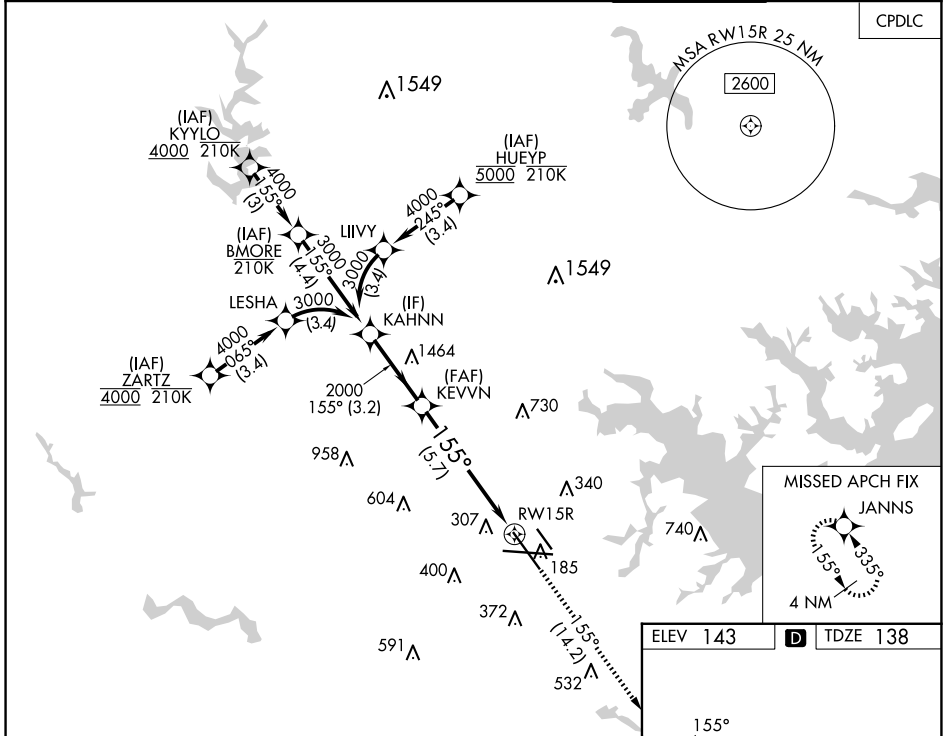 CPDLC
MSA RW15R 25 NM
2600
1549
(IAF)
KYYLO
4000 210K
4000
155°
(3)
(IAF)
HUEYP
5000 210K
4000
245°
(3.4)
LIIVY
3000
(3.4)
(IAF)
BMORE
210K
3000
155°
(4.4)
1549
LESHA
3000
(3.4)
(IF)
KAHNN
4000
065°
(3.4)
(IAF)
ZARTZ
4000 210K
1464
2000
155° (3.2)
(FAF)
KEVVN
730
155°
(5.7)
958
604
340
307
RW15R
740
185
400
372
591
155°
(14.2)
532
MISSED APCH FIX
JANNS
155°
335°
4 NM
ELEV 143 D TDZE 138
155°